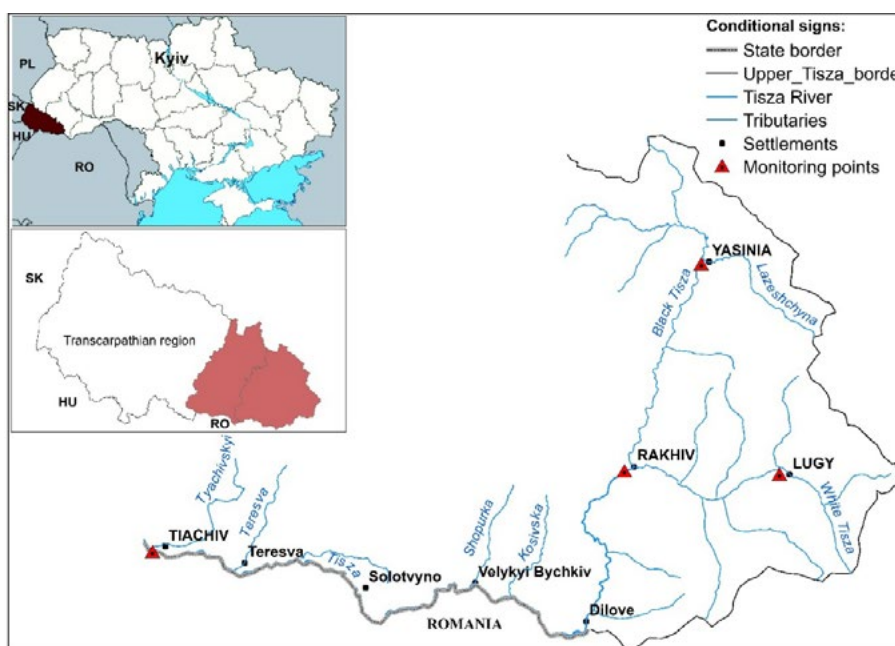 Conditional signs:
State border
Upper_Tisza_borde
Tisza River
Tributaries
Settlements
Monitoring points
Kyiv
PL
SK
HU
RO
SK
Transcarpathian region
HU
RO
YASINIA
Lazeshchyna
Black Tisza
RAKHIV
LUGY
White Tisza
Tyachivskyi
Teresva
TIACHIV
Teresva
Tisza
Solotvyno
Shopurka
Kosivska
Velykyi Bychkiv
Dilove
ROMANIA